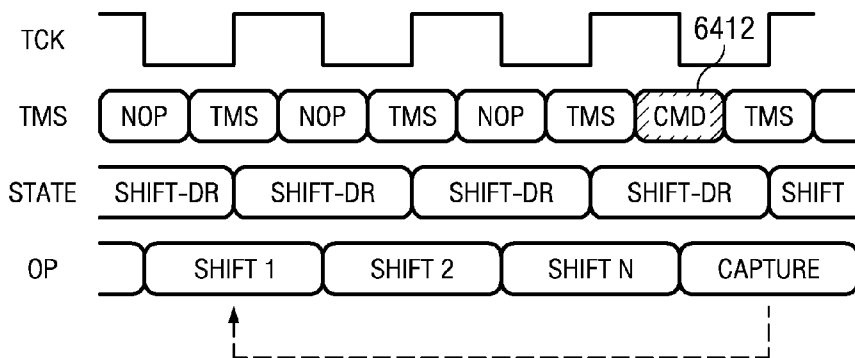 6412
TCK
TMS NOP TMS NOP TMS NOP TMS CMD TMS
STATE SHIFT-DR SHIFT-DR SHIFT-DR SHIFT-DR SHIFT
OP SHIFT 1 SHIFT 2 SHIFT N CAPTURE